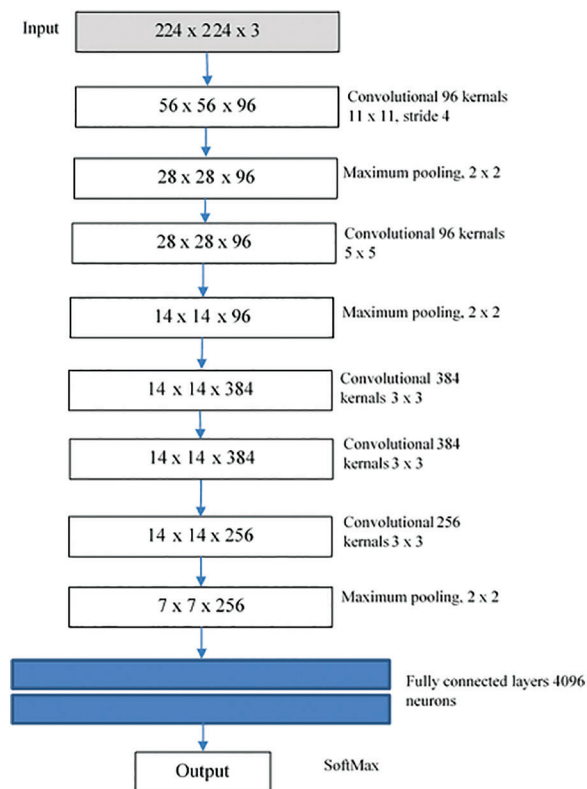 Input
224 x 224 x 3
56 x 56 x 96
Convolutional 96 kernals
11 x 11, stride 4
28 x 28 x 96
Maximum pooling, 2 x 2
28 x 28 x 96
Convolutional 96 kernals
5 x 5
14 x 14 x 96
Maximum pooling, 2 x 2
14 x 14 x 384
Convolutional 384
kernals 3 x 3
14 x 14 x 384
Convolutional 384
kernals 3 x 3
14 x 14 x 256
Convolutional 256
kernals 3 x 3
7 x 7 x 256
Maximum pooling, 2 x 2
Fully connected layers 4096
neurons
Output
SoftMax